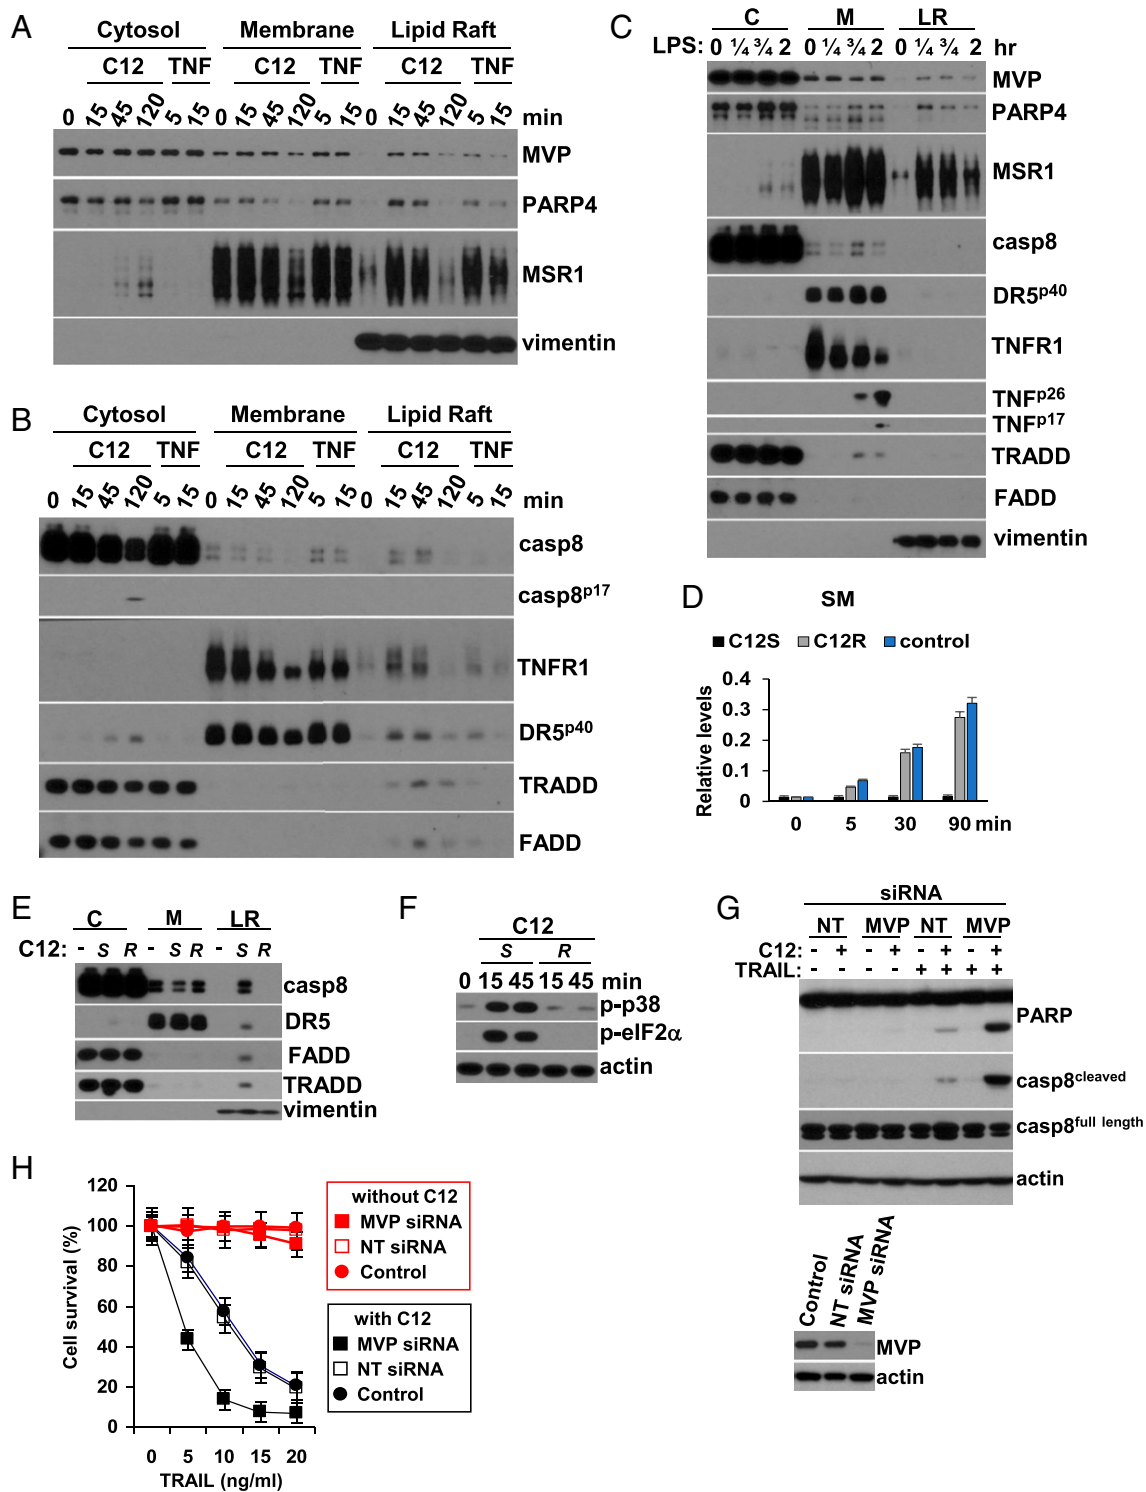 A
Cytosol Membrane Lipid Raft
C12 TNF C12 TNF C12 TNF
0 15 45 120 5 15 0 15 45 120 5 15 0 15 45 120 5 15 min
MVP
PARP4
MSR1
vimentin
B
Cytosol Membrane Lipid Raft
C12 TNF C12 TNF C12 TNF
0 15 45 120 5 15 0 15 45 120 5 15 0 15 45 120 5 15 min
casp8
casp8p17
TNFR1
DR5p40
TRADD
FADD
C
C M LR
LPS: 0 ¼ ¾ 2 0 ¼ ¾ 2 0 ¼ ¾ 2 hr
MVP
PARP4
MSR1
casp8
DR5p40
TNFR1
TNFp26
TNFp17
TRADD
FADD
vimentin
D
SM
C12S C12R control
Relative levels
0.4
0.3
0.2
0.1
0
0 5 30 90 min
E
C M LR
C12: - S R - S R - S R
casp8
DR5
FADD
TRADD
vimentin
F
C12
S R
0 15 45 15 45 min
p-p38
p-eIF2α
actin
G
siRNA
NT MVP NT MVP
C12: - + - + - + - +
TRAIL: - - - - + + + +
PARP
casp8cleaved
casp8full length
actin
Control NT siRNA MVP siRNA
MVP
actin
H
Cell survival (%)
120
100
80
60
40
20
0
0 5 10 15 20
TRAIL (ng/ml)
without C12
MVP siRNA
NT siRNA
Control
with C12
MVP siRNA
NT siRNA
Control